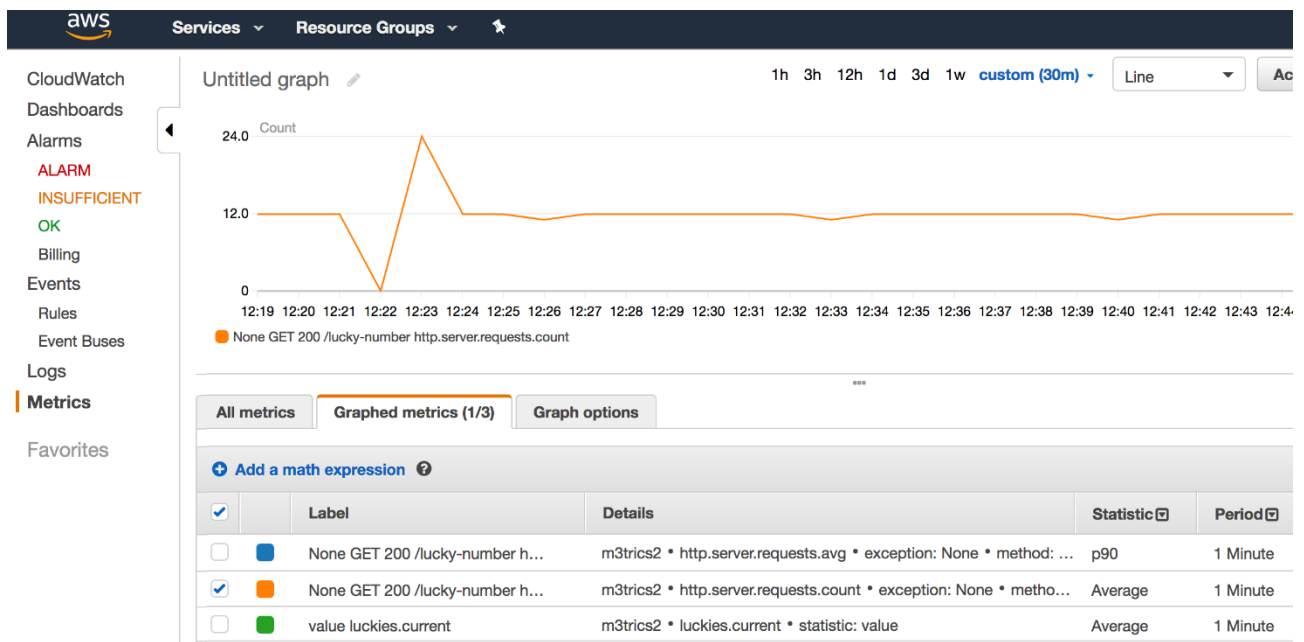 aws Services Resource Groups
CloudWatch
Dashboards
Alarms
ALARM
INSUFFICIENT
OK
Billing
Events
Rules
Event Buses
Logs
Metrics
Favorites
Untitled graph
1h 3h 12h 1d 3d 1w custom (30m) Line
Count
24.0
12.0
0
12:19 12:20 12:21 12:22 12:23 12:24 12:25 12:26 12:27 12:28 12:29 12:30 12:31 12:32 12:33 12:34 12:35 12:36 12:37 12:38 12:39 12:40 12:41 12:42 12:43
None GET 200 /lucky-number http.server.requests.count
All metrics Graphed metrics (1/3) Graph options
Add a math expression ?
Label Details Statistic Period
None GET 200 /lucky-number h... m3trics2 • http.server.requests.avg • exception: None • method: ... p90 1 Minute
None GET 200 /lucky-number h... m3trics2 • http.server.requests.count • exception: None • metho... Average 1 Minute
value luckies.current m3trics2 • luckies.current • statistic: value Average 1 Minute